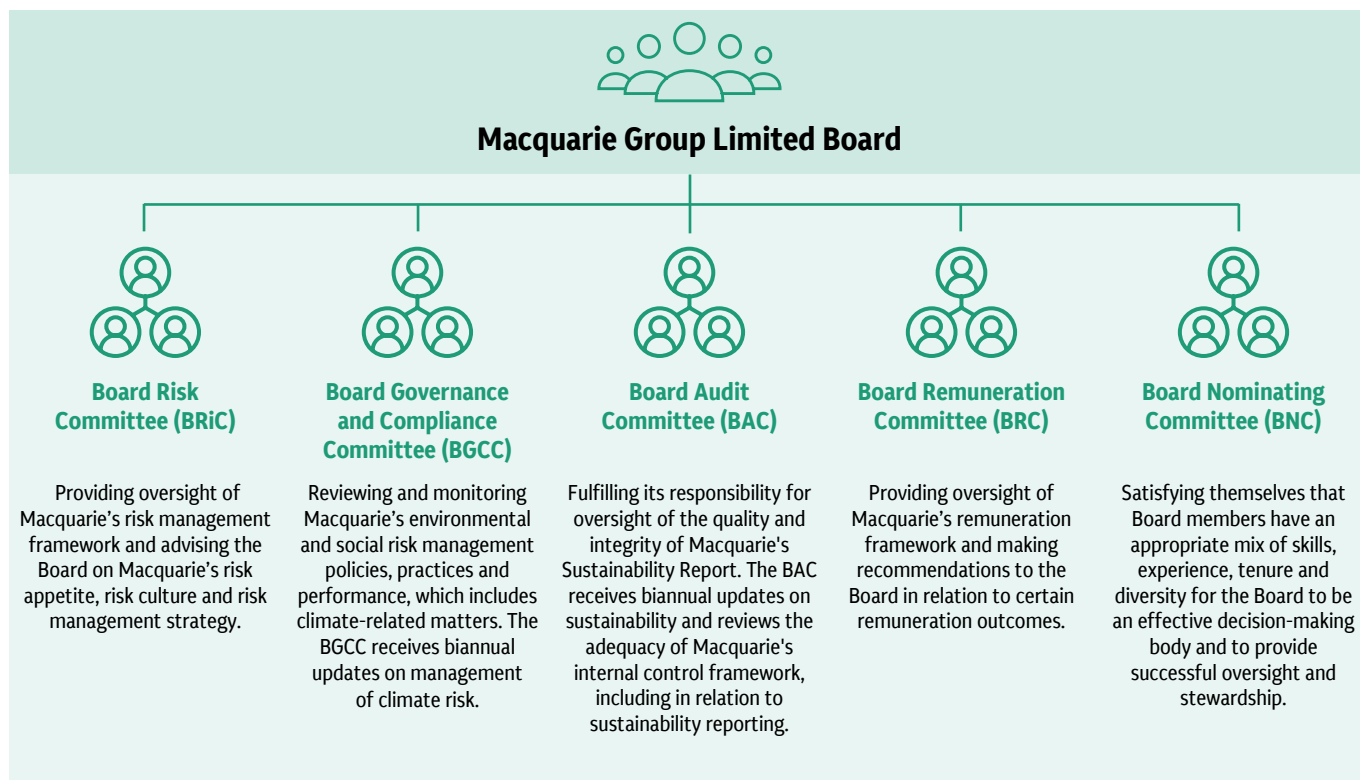 Macquarie Group Limited Board
Board Risk
Committee (BRiC)
Providing oversight of
Macquarie’s risk management
framework and advising the
Board on Macquarie’s risk
appetite, risk culture and risk
management strategy.
Board Governance
and Compliance
Committee (BGCC)
Reviewing and monitoring
Macquarie’s environmental
and social risk management
policies, practices and
performance, which includes
climate-related matters. The
BGCC receives biannual
updates on management
of climate risk.
Board Audit
Committee (BAC)
Fulfilling its responsibility for
oversight of the quality and
integrity of Macquarie's
Sustainability Report. The BAC
receives biannual updates on
sustainability and reviews the
adequacy of Macquarie's
internal control framework,
including in relation to
sustainability reporting.
Board Remuneration
Committee (BRC)
Providing oversight of
Macquarie’s remuneration
framework and making
recommendations to the
Board in relation to certain
remuneration outcomes.
Board Nominating
Committee (BNC)
Satisfying themselves that
Board members have an
appropriate mix of skills,
experience, tenure and
diversity for the Board to be
an effective decision-making
body and to provide
successful oversight and
stewardship.